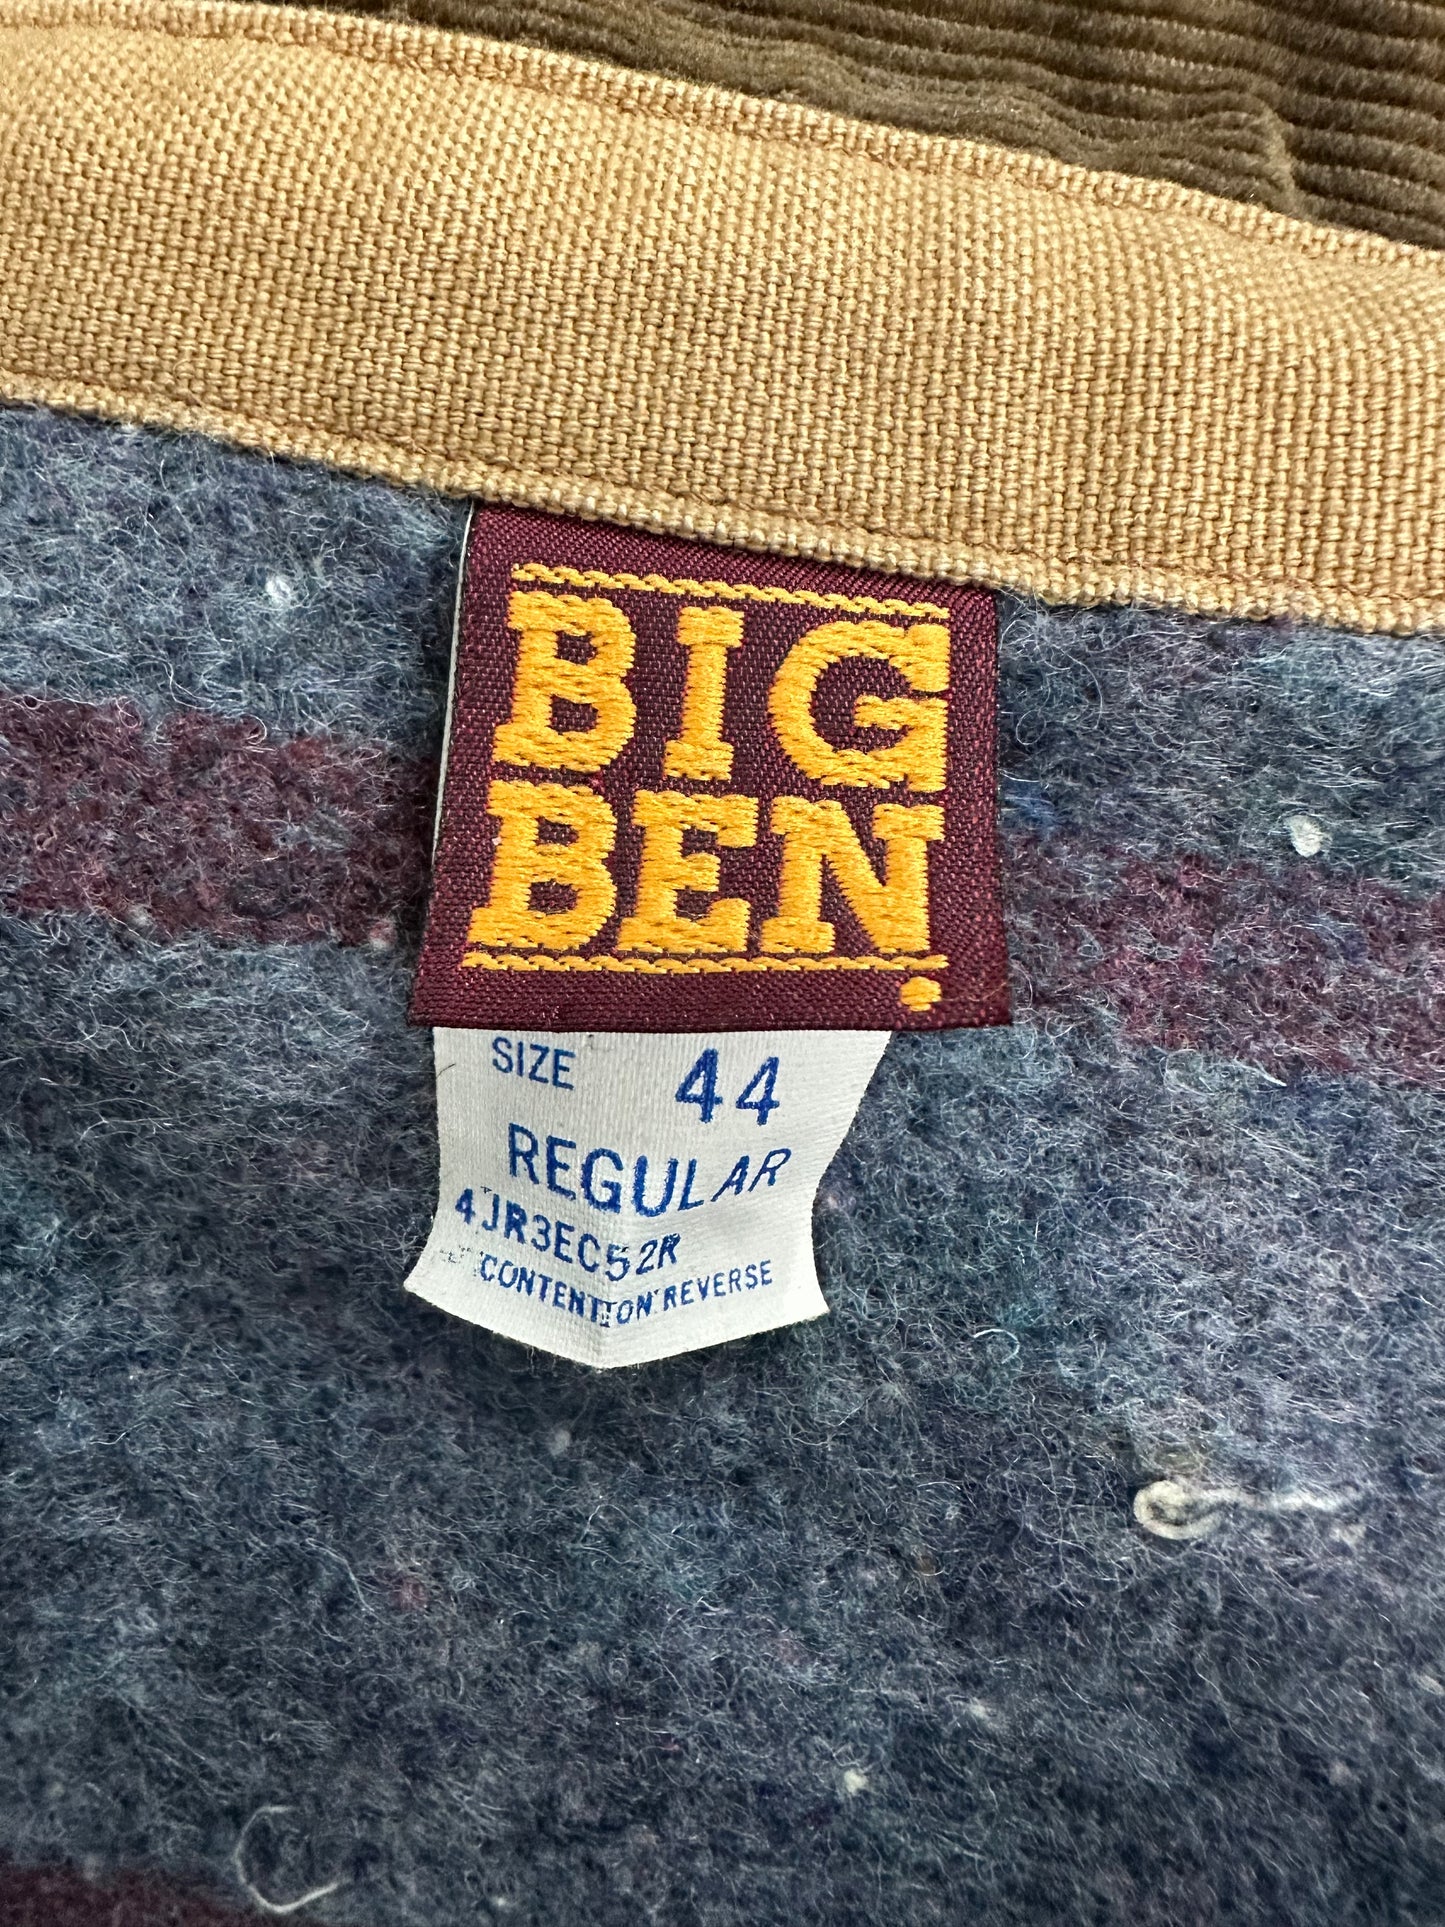 BIG
BEN
SIZE 44
REGULAR
4JR3EC52R
CONTENT ON REVERSE